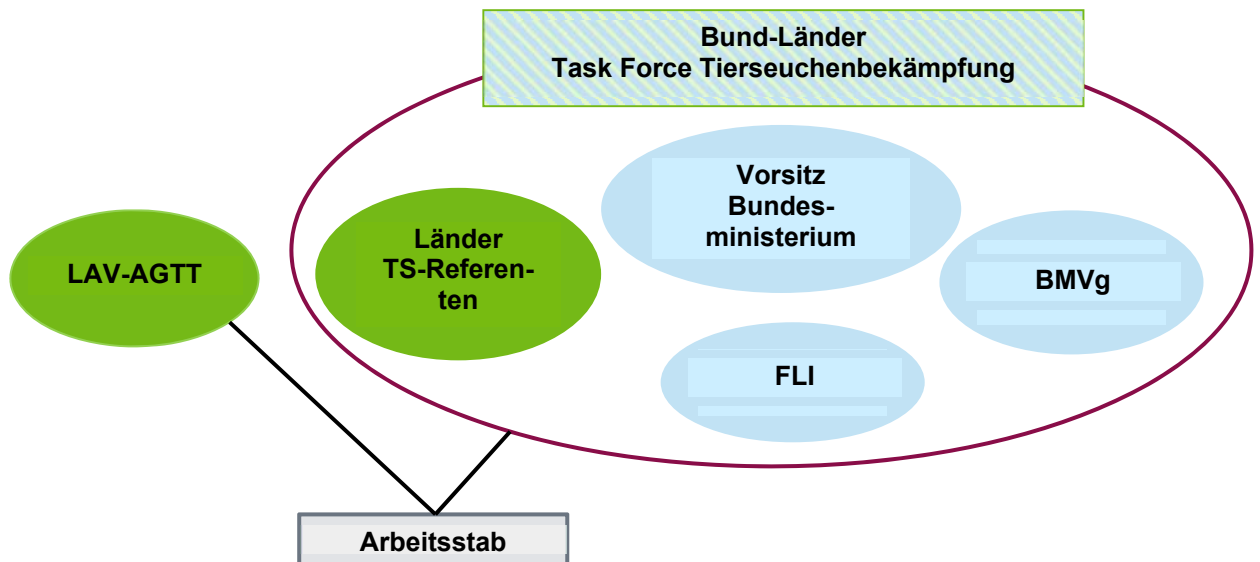 Bund-Länder
Task Force Tierseuchenbekämpfung
Vorsitz
Bundes-
ministerium
Länder
TS-Referen-
ten
LAV-AGTT
BMVg
FLI
Arbeitsstab